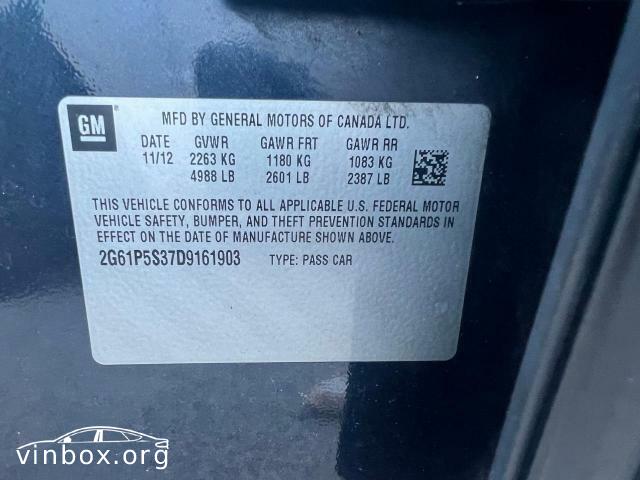 GM
MFD BY GENERAL MOTORS OF CANADA LTD.
DATE GVWR GAWR FRT GAWR RR
11/12 2263 KG 1180 KG 1083 KG
4988 LB 2601 LB 2387 LB
THIS VEHICLE CONFORMS TO ALL APPLICABLE U.S. FEDERAL MOTOR
VEHICLE SAFETY, BUMPER, AND THEFT PREVENTION STANDARDS IN
EFFECT ON THE DATE OF MANUFACTURE SHOWN ABOVE.
2G61P5S37D9161903 TYPE: PASS CAR
vinbox.org